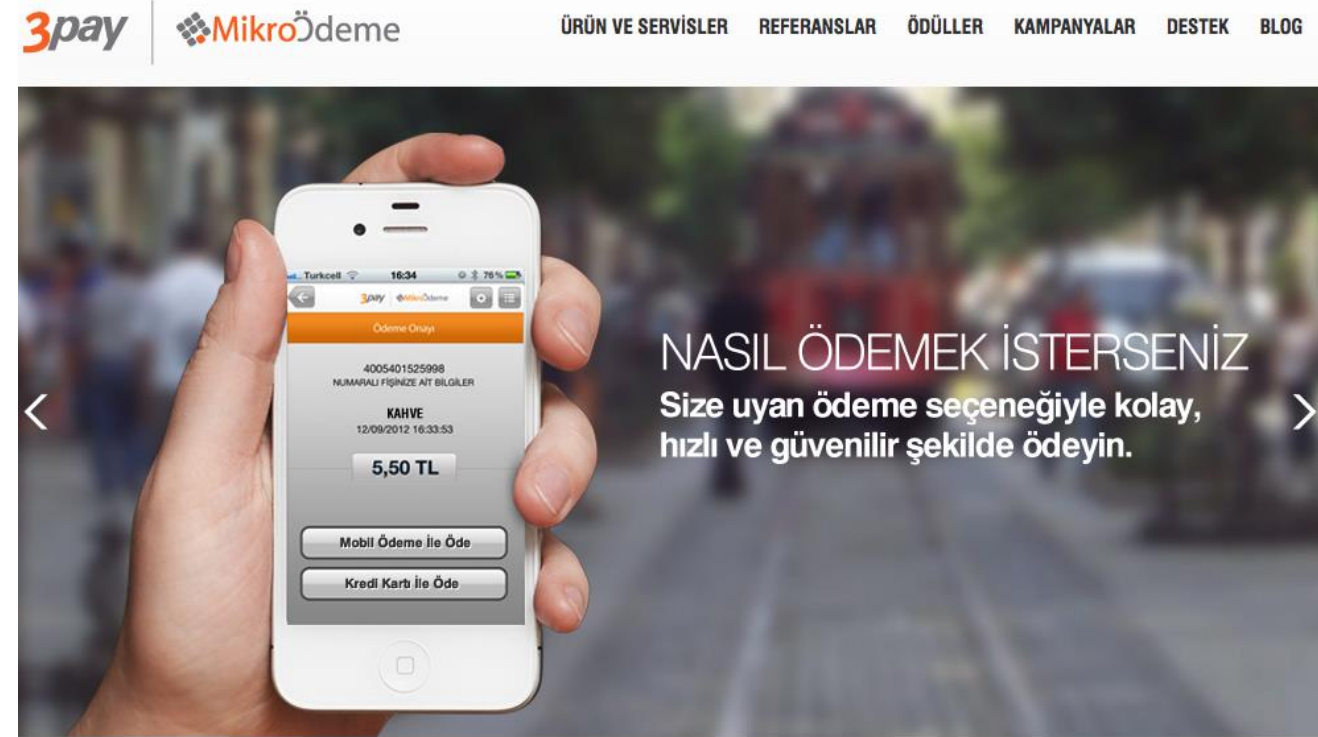 3pay MikroÖdeme ÜRÜN VE SERVİSLER REFERANSLAR ÖDÜLLER KAMPANYALAR DESTEK BLOG
Turkcell 16:34 76%
3pay MikroÖdeme
Ödeme Onayı
4005401525998
NUMARALI FİŞİNİZE AİT BİLGİLER
KAHVE
12/09/2012 16:33:53
5,50 TL
Mobil Ödeme İle Öde
Kredi Kartı İle Öde
NASIL ÖDEMEK İSTERSENİZ
Size uyan ödeme seçeneğiyle kolay,
hızlı ve güvenilir şekilde ödeyin.